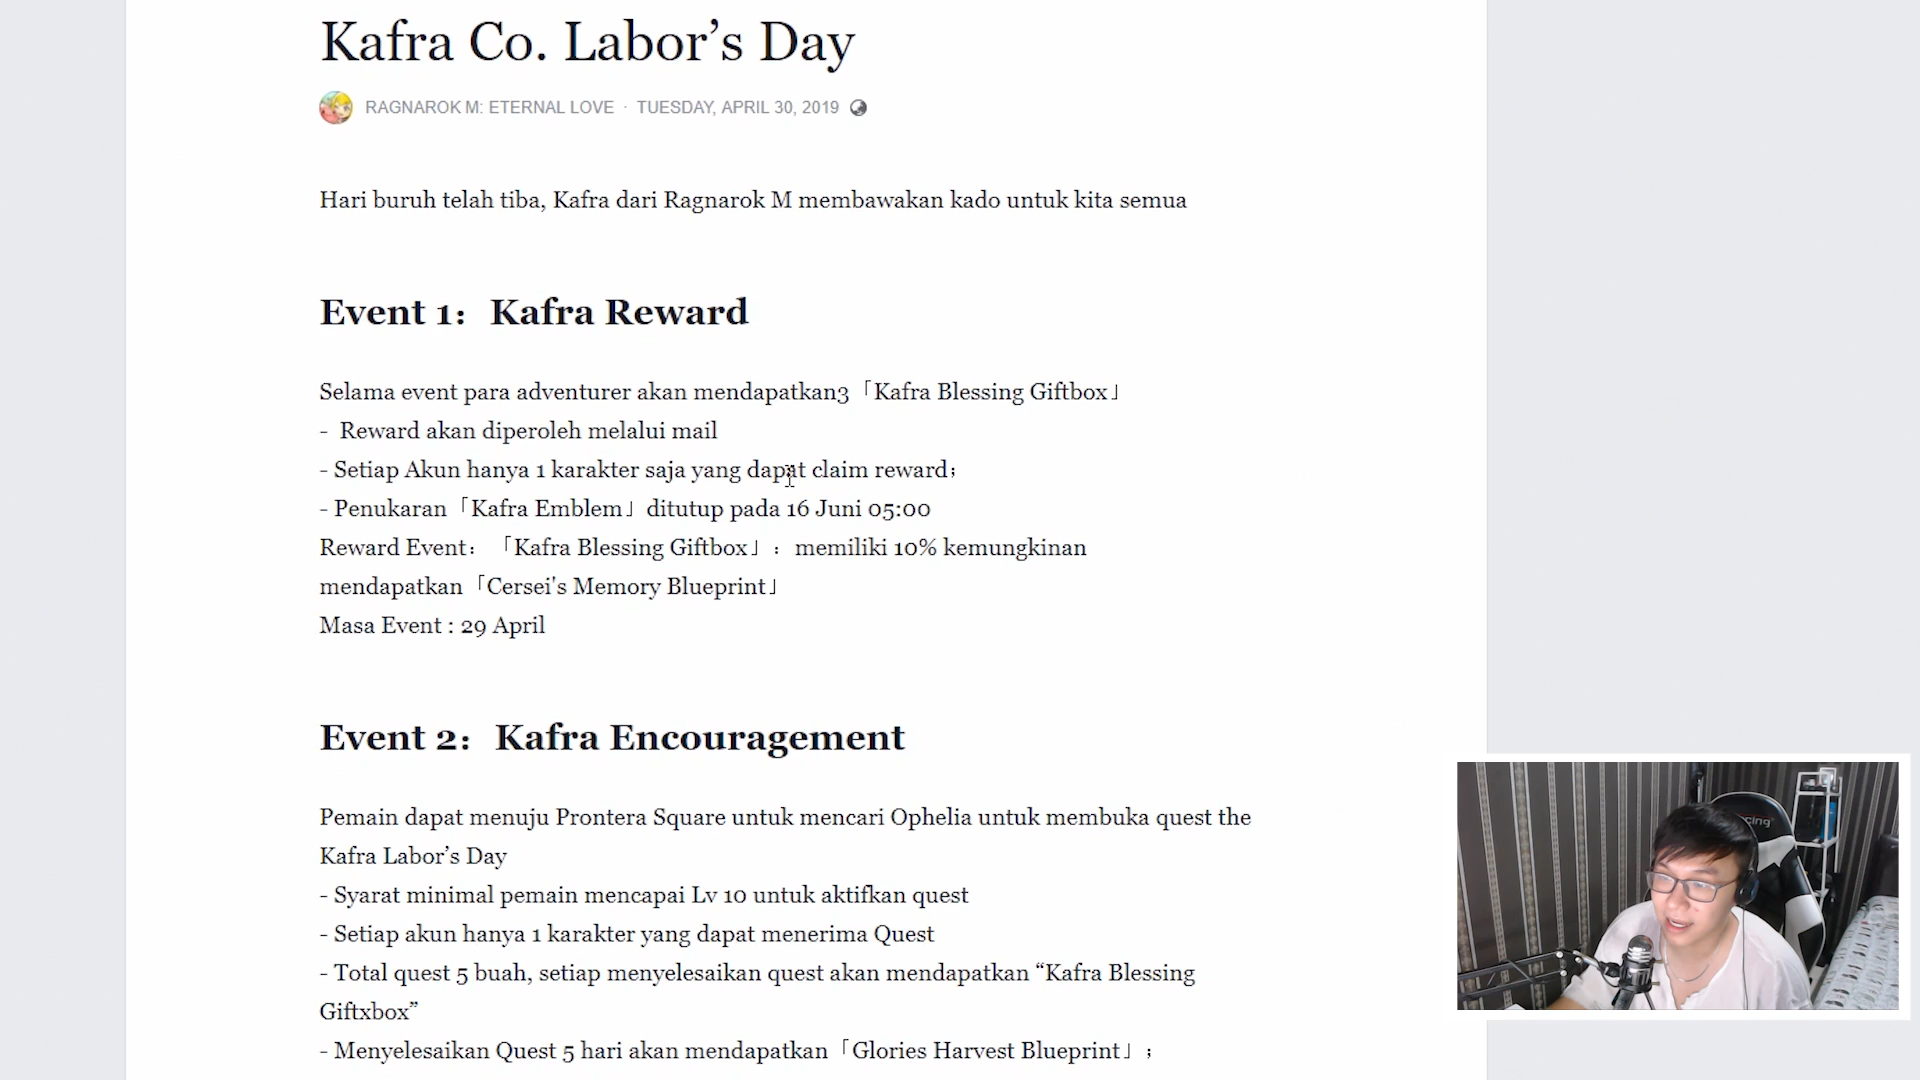 Kafra Co. Labor’s Day
RAGNAROK M: ETERNAL LOVE · TUESDAY, APRIL 30, 2019
Hari buruh telah tiba, Kafra dari Ragnarok M membawakan kado untuk kita semua
Event 1：Kafra Reward
Selama event para adventurer akan mendapatkan3「Kafra Blessing Giftbox」
- Reward akan diperoleh melalui mail
- Setiap Akun hanya 1 karakter saja yang dapat claim reward；
- Penukaran「Kafra Emblem」ditutup pada 16 Juni 05:00
Reward Event：「Kafra Blessing Giftbox」：memiliki 10% kemungkinan
mendapatkan「Cersei's Memory Blueprint」
Masa Event : 29 April
Event 2：Kafra Encouragement
Pemain dapat menuju Prontera Square untuk mencari Ophelia untuk membuka quest the
Kafra Labor’s Day
- Syarat minimal pemain mencapai Lv 10 untuk aktifkan quest
- Setiap akun hanya 1 karakter yang dapat menerima Quest
- Total quest 5 buah, setiap menyelesaikan quest akan mendapatkan “Kafra Blessing
Giftxbox”
- Menyelesaikan Quest 5 hari akan mendapatkan「Glories Harvest Blueprint」；